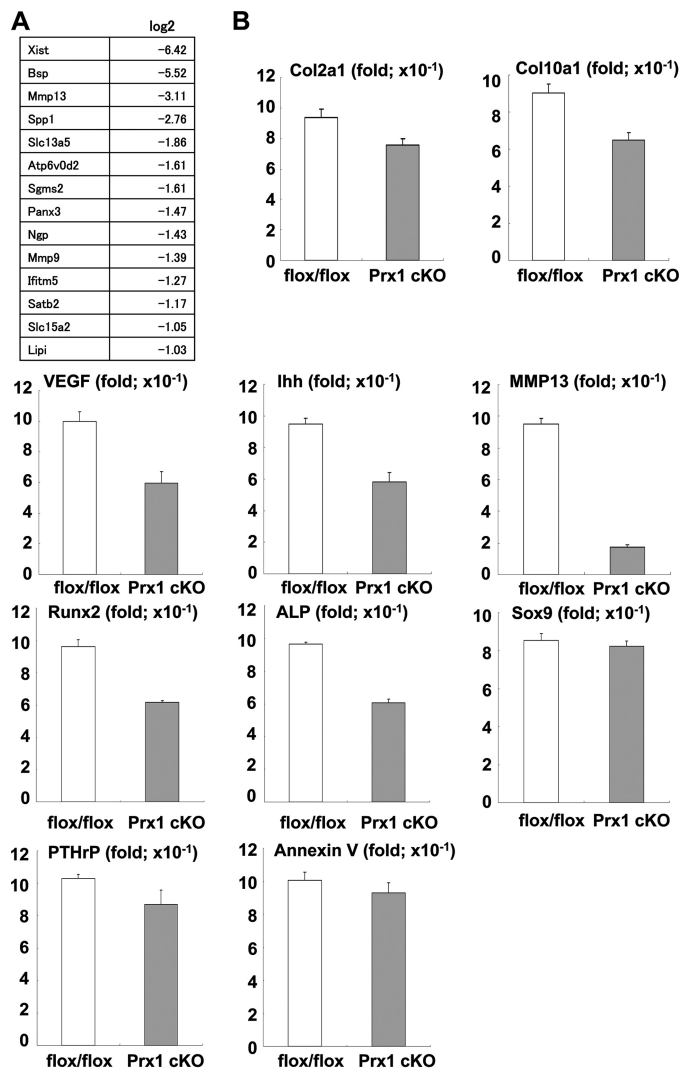 A
log2
Xist −6.42
Bsp −5.52
Mmp13 −3.11
Spp1 −2.76
Slc13a5 −1.86
Atp6v0d2 −1.61
Sgms2 −1.61
Panx3 −1.47
Ngp −1.43
Mmp9 −1.39
Ifitm5 −1.27
Satb2 −1.17
Slc15a2 −1.05
Lipi −1.03
B
Col2a1 (fold; x10⁻¹)
12
10
8
6
4
2
0
flox/flox Prx1 cKO
Col10a1 (fold; x10⁻¹)
10
8
6
4
2
0
flox/flox Prx1 cKO
VEGF (fold; x10⁻¹)
12
10
8
6
4
2
0
flox/flox Prx1 cKO
Ihh (fold; x10⁻¹)
12
10
8
6
4
2
0
flox/flox Prx1 cKO
MMP13 (fold; x10⁻¹)
12
10
8
6
4
2
0
flox/flox Prx1 cKO
Runx2 (fold; x10⁻¹)
12
10
8
6
4
2
0
flox/flox Prx1 cKO
ALP (fold; x10⁻¹)
12
10
8
6
4
2
0
flox/flox Prx1 cKO
Sox9 (fold; x10⁻¹)
10
8
6
4
2
0
flox/flox Prx1 cKO
PTHrP (fold; x10⁻¹)
12
10
8
6
4
2
0
flox/flox Prx1 cKO
Annexin V (fold; x10⁻¹)
12
10
8
6
4
2
0
flox/flox Prx1 cKO